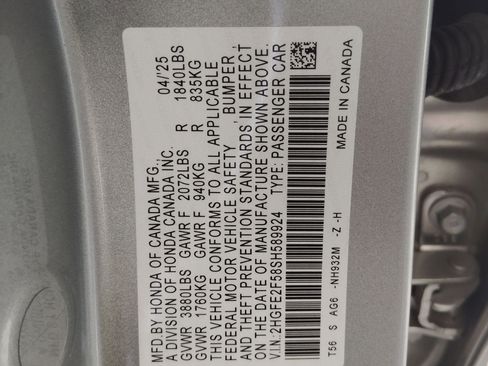 MFD.BY HONDA OF CANADA MFG., 04/'25
A DIVISION OF HONDA CANADA INC.
GVWR 3880LBS GAWR F 2072LBS R 1840LBS
GVWR 1760KG GAWR F 940KG R 835KG
THIS VEHICLE CONFORMS TO ALL APPLICABLE
FEDERAL MOTOR VEHICLE SAFETY, BUMPER,
AND THEFT PREVENTION STANDARDS IN EFFECT
ON THE DATE OF MANUFACTURE SHOWN ABOVE.
V.I.N.:2HGFE2F58SH589924 TYPE: PASSENGER CAR
T56 S AG6 -NH932M -Z -H MADE IN CANADA